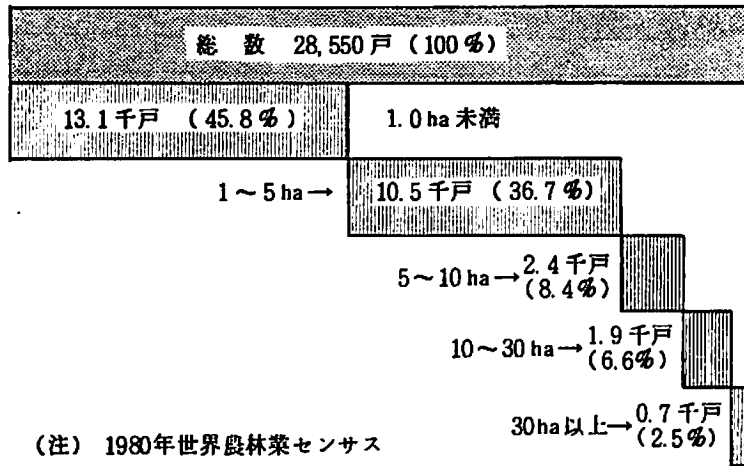 総数 28,550戸 (100%)
13.1千戸 (45.8%) 1.0ha未満
1～5ha→ 10.5千戸 (36.7%)
5～10ha→2.4千戸
(8.4%)
10～30ha→1.9千戸
(6.6%)
30ha以上→0.7千戸
(2.5%)
(注) 1980年世界農林業センサス